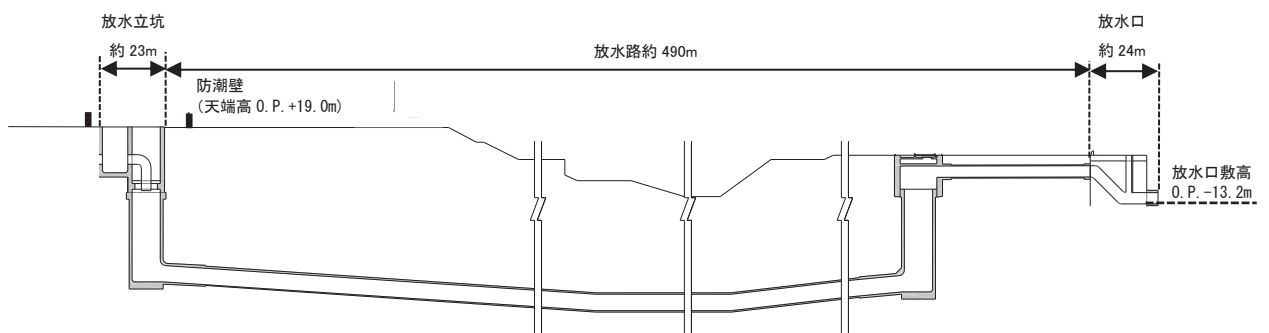 放水立坑
約 23m
放水路約 490m
放水口
約 24m
防潮壁
(天端高 O.P.+19.0m)
放水口敷高
O.P.-13.2m